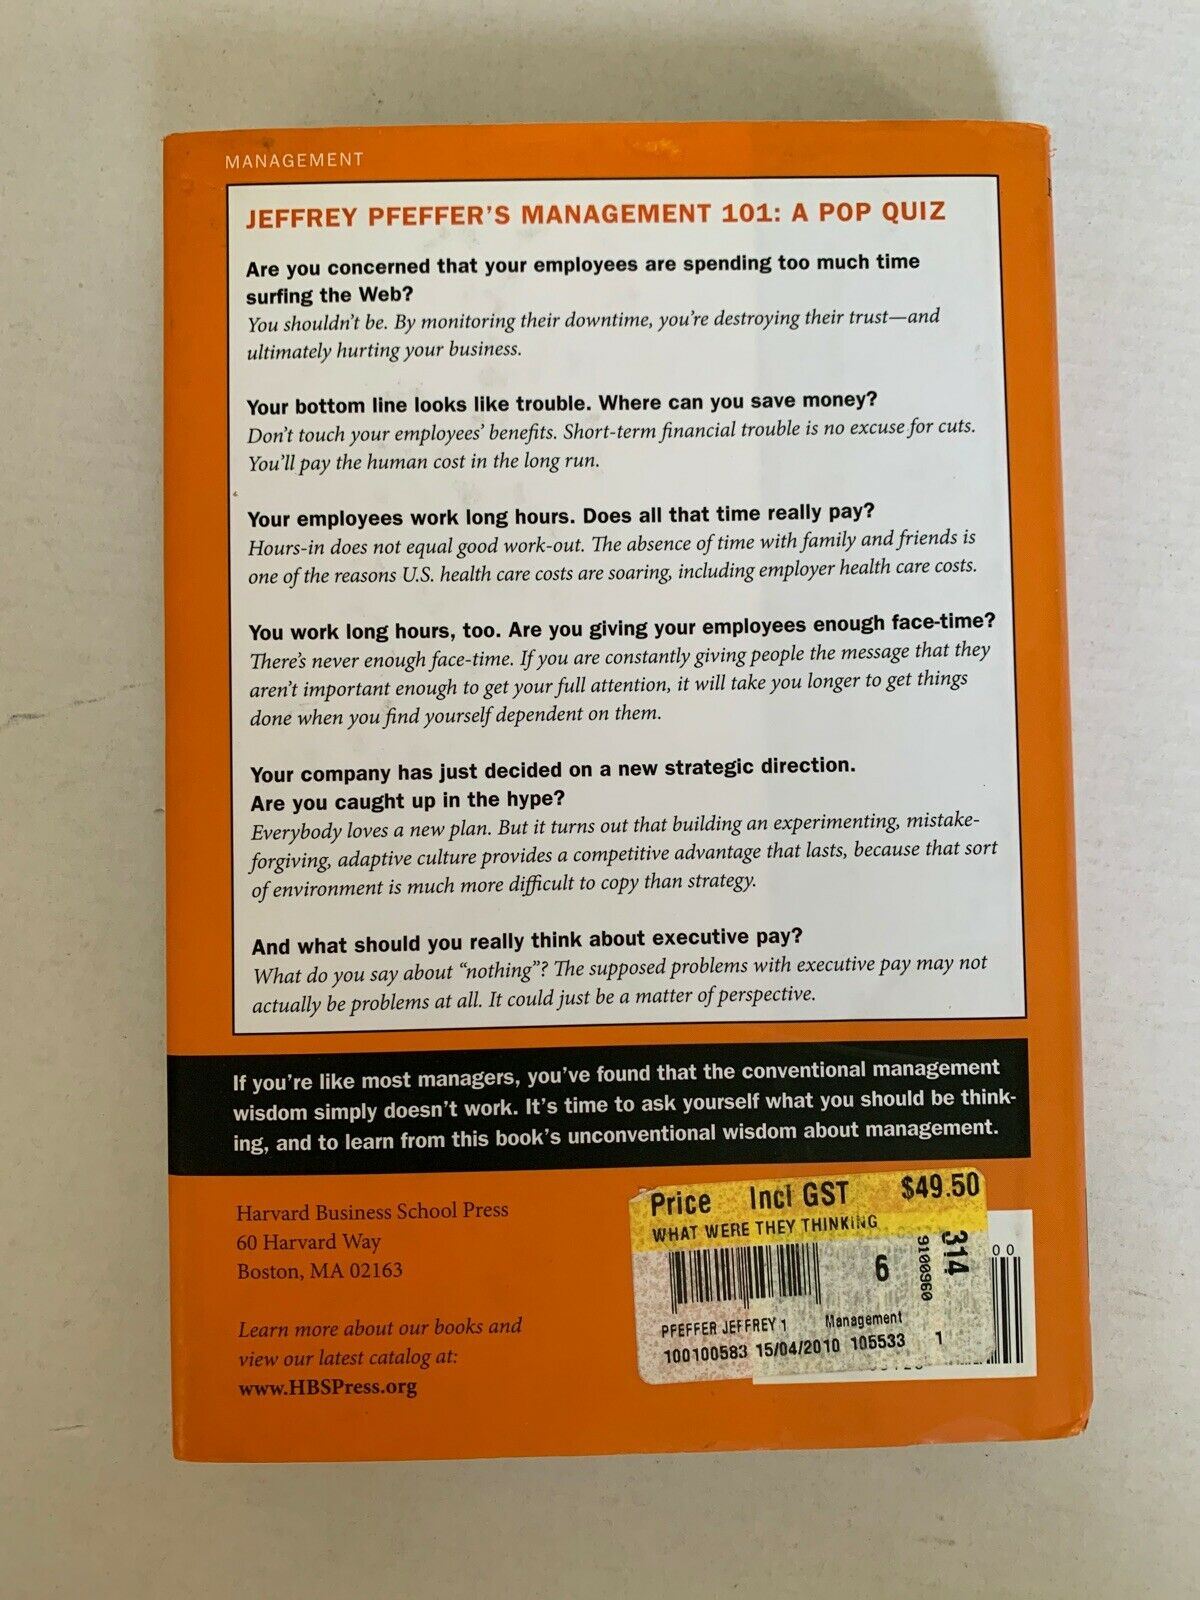 MANAGEMENT
JEFFREY PFEFFER'S MANAGEMENT 101: A POP QUIZ
Are you concerned that your employees are spending too much time
surfing the Web?
You shouldn't be. By monitoring their downtime, you're destroying their trust—and
ultimately hurting your business.
Your bottom line looks like trouble. Where can you save money?
Don't touch your employees' benefits. Short-term financial trouble is no excuse for cuts.
You'll pay the human cost in the long run.
Your employees work long hours. Does all that time really pay?
Hours-in does not equal good work-out. The absence of time with family and friends is
one of the reasons U.S. health care costs are soaring, including employer health care costs.
You work long hours, too. Are you giving your employees enough face-time?
There's never enough face-time. If you are constantly giving people the message that they
aren't important enough to get your full attention, it will take you longer to get things
done when you find yourself dependent on them.
Your company has just decided on a new strategic direction.
Are you caught up in the hype?
Everybody loves a new plan. But it turns out that building an experimenting, mistake-
forgiving, adaptive culture provides a competitive advantage that lasts, because that sort
of environment is much more difficult to copy than strategy.
And what should you really think about executive pay?
What do you say about “nothing”? The supposed problems with executive pay may not
actually be problems at all. It could just be a matter of perspective.
If you're like most managers, you've found that the conventional management
wisdom simply doesn't work. It's time to ask yourself what you should be think-
ing, and to learn from this book's unconventional wisdom about management.
Harvard Business School Press
60 Harvard Way
Boston, MA 02163
Learn more about our books and
view our latest catalog at:
www.HBSPress.org
Price Incl GST $49.50
WHAT WERE THEY THINKING
6
9100960
314
00
PFEFFER JEFFREY 1 Management
100100583 15/04/2010 105533 1